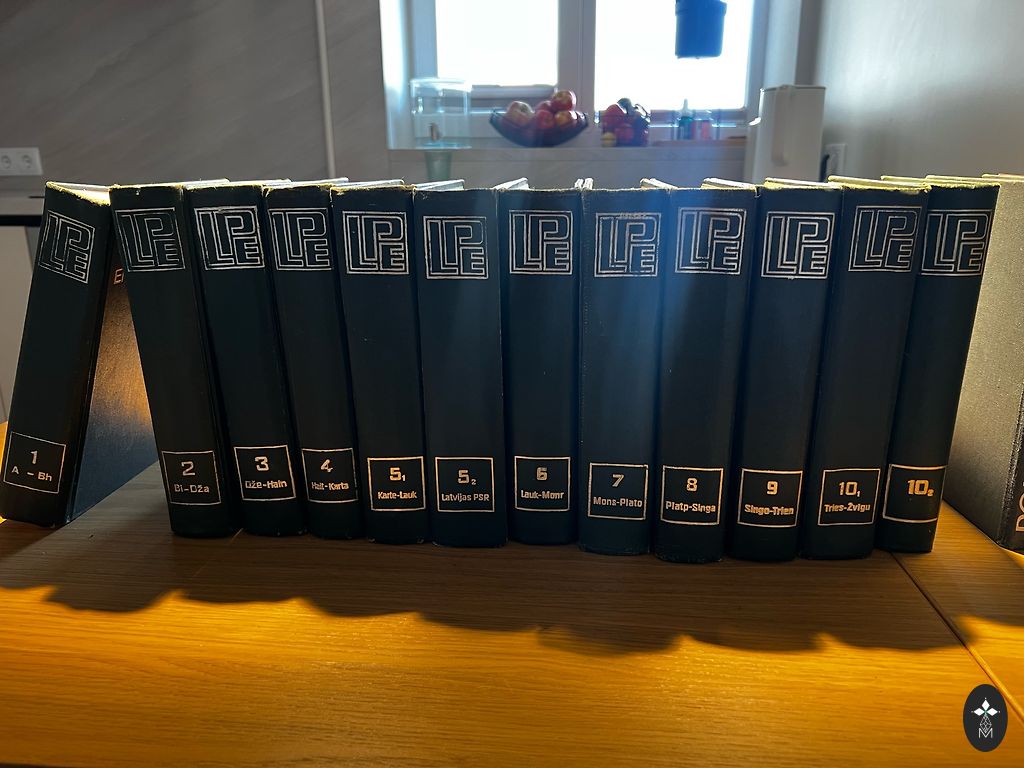 LPE
1
A - Bh
E
LPE
2
Bi-Dža
LPE
3
Dže-Hain
LPE
4
Hait-Karta
LPE
5₁
Karte-Lauk
LPE
5₂
Latvijas PSR
LPE
6
Lauk-Monr
LPE
7
Mons-Plato
LPE
8
Platp-Singa
LPE
9
Singo-Trien
LPE
10₁
Tries-Žvīgu
LPE
10₂
M